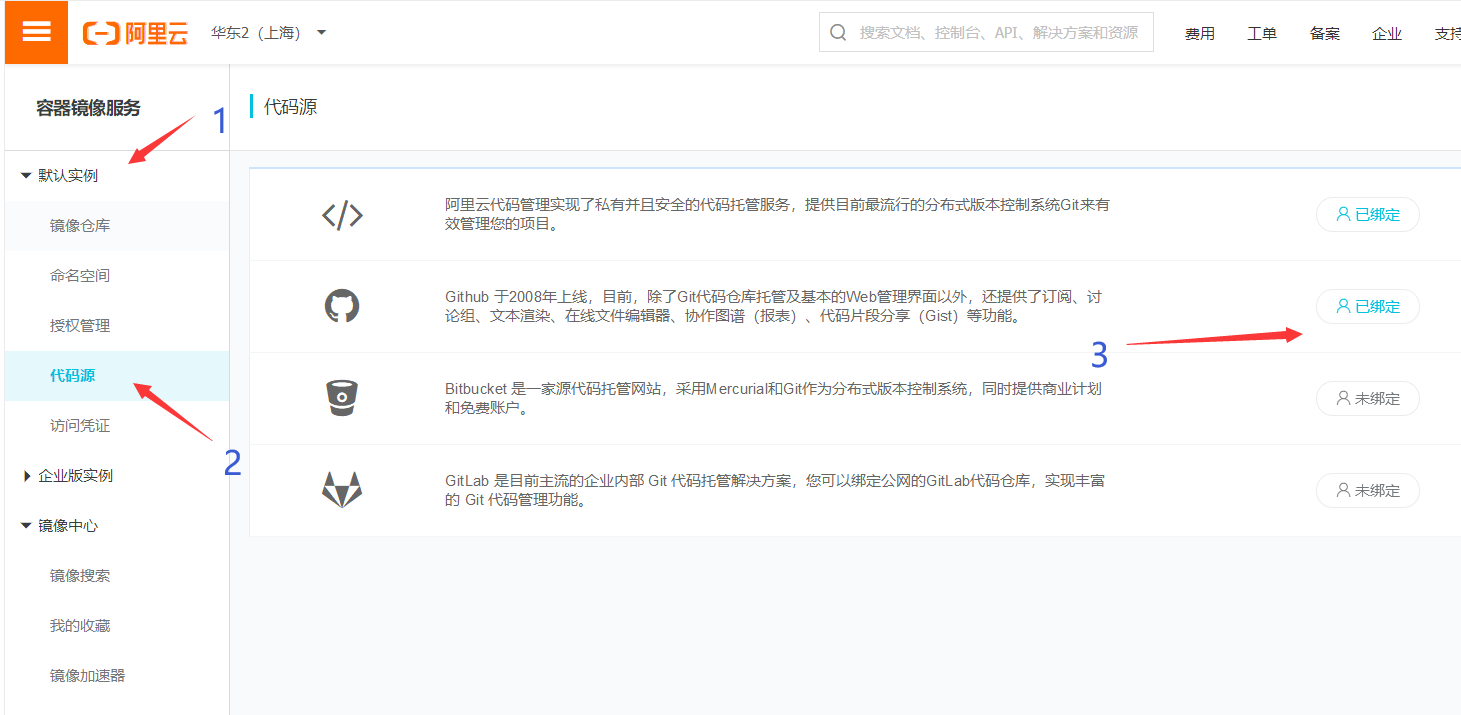 阿里云
华东2（上海）
搜索文档、控制台、API、解决方案和资源
费用
工单
备案
企业
支持
容器镜像服务
1
默认实例
镜像仓库
命名空间
授权管理
代码源
2
访问凭证
企业版实例
镜像中心
镜像搜索
我的收藏
镜像加速器
代码源
阿里云代码管理实现了私有并且安全的代码托管服务，提供目前最流行的分布式版本控制系统Git来有
效管理您的项目。
已绑定
Github 于2008年上线，目前，除了Git代码仓库托管及基本的Web管理界面以外，还提供了订阅、讨
论组、文本渲染、在线文件编辑器、协作图谱（报表）、代码片段分享（Gist）等功能。
已绑定
3
Bitbucket 是一家源代码托管网站，采用Mercurial和Git作为分布式版本控制系统，同时提供商业计划
和免费账户。
未绑定
GitLab 是目前主流的企业内部 Git 代码托管解决方案，您可以绑定公网的GitLab代码仓库，实现丰富
的 Git 代码管理功能。
未绑定